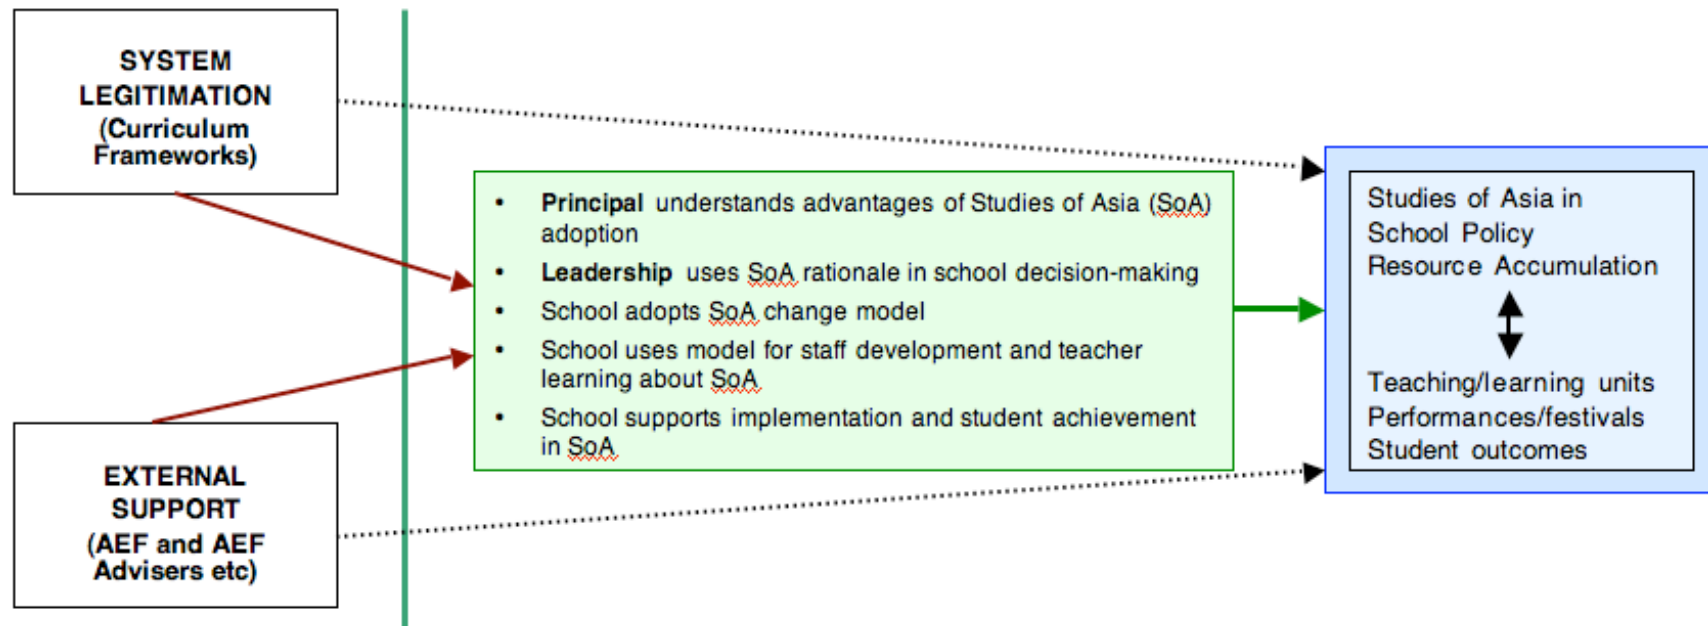 SYSTEM
LEGITIMATION
(Curriculum
Frameworks)
• Principal understands advantages of Studies of Asia (SoA)
adoption
• Leadership uses SoA rationale in school decision-making
• School adopts SoA change model
• School uses model for staff development and teacher
learning about SoA
• School supports implementation and student achievement
in SoA
Studies of Asia in
School Policy
Resource Accumulation
Teaching/learning units
Performances/festivals
Student outcomes
EXTERNAL
SUPPORT
(AEF and AEF
Advisers etc)